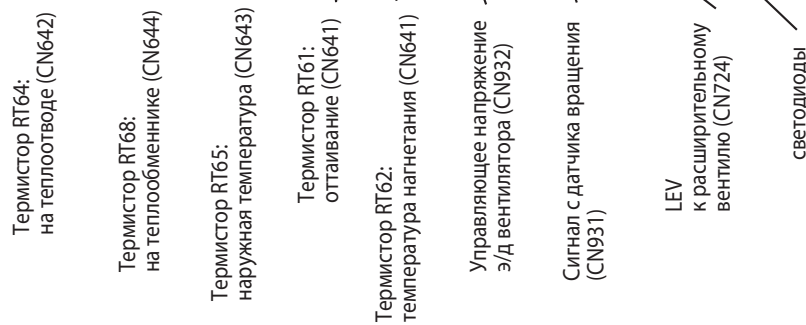 Термистор RT64:
на теплоотводе (CN642)
Термистор RT68:
на теплообменнике (CN644)
Термистор RT65:
наружная температура (CN643)
Термистор RT61:
оттаивание (CN641)
Термистор RT62:
температура нагнетания (CN641)
Управляющее напряжение
э/д вентилятора (CN932)
Сигнал с датчика вращения
(CN931)
LEV
к расширительному
вентилю (CN724)
светодиоды